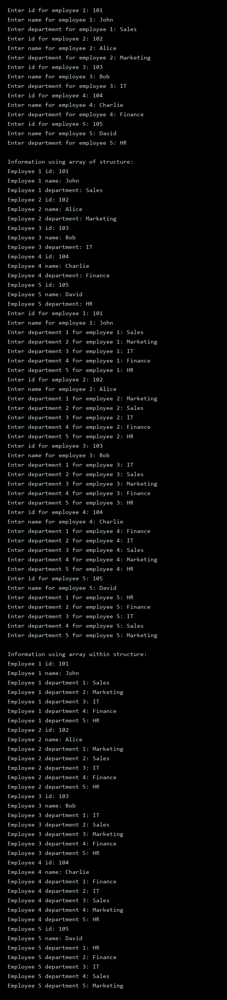 Enter id for employee 1: 101
Enter name for employee 1: John
Enter department for employee 1: Sales
Enter id for employee 2: 102
Enter name for employee 2: Alice
Enter department for employee 2: Marketing
Enter id for employee 3: 103
Enter name for employee 3: Bob
Enter department for employee 3: IT
Enter id for employee 4: 104
Enter name for employee 4: Charlie
Enter department for employee 4: Finance
Enter id for employee 5: 105
Enter name for employee 5: David
Enter department for employee 5: HR

Information using array of structure:
Employee 1 id: 101
Employee 1 name: John
Employee 1 department: Sales
Employee 2 id: 102
Employee 2 name: Alice
Employee 2 department: Marketing
Employee 3 id: 103
Employee 3 name: Bob
Employee 3 department: IT
Employee 4 id: 104
Employee 4 name: Charlie
Employee 4 department: Finance
Employee 5 id: 105
Employee 5 name: David
Employee 5 department: HR
Enter id for employee 1: 101
Enter name for employee 1: John
Enter department 1 for employee 1: Sales
Enter department 2 for employee 1: Marketing
Enter department 3 for employee 1: IT
Enter department 4 for employee 1: Finance
Enter department 5 for employee 1: HR
Enter id for employee 2: 102
Enter name for employee 2: Alice
Enter department 1 for employee 2: Marketing
Enter department 2 for employee 2: Sales
Enter department 3 for employee 2: IT
Enter department 4 for employee 2: Finance
Enter department 5 for employee 2: HR
Enter id for employee 3: 103
Enter name for employee 3: Bob
Enter department 1 for employee 3: IT
Enter department 2 for employee 3: Sales
Enter department 3 for employee 3: Marketing
Enter department 4 for employee 3: Finance
Enter department 5 for employee 3: HR
Enter id for employee 4: 104
Enter name for employee 4: Charlie
Enter department 1 for employee 4: Finance
Enter department 2 for employee 4: IT
Enter department 3 for employee 4: Sales
Enter department 4 for employee 4: Marketing
Enter department 5 for employee 4: HR
Enter id for employee 5: 105
Enter name for employee 5: David
Enter department 1 for employee 5: HR
Enter department 2 for employee 5: Finance
Enter department 3 for employee 5: IT
Enter department 4 for employee 5: Sales
Enter department 5 for employee 5: Marketing

Information using array within structure:
Employee 1 id: 101
Employee 1 name: John
Employee 1 department 1: Sales
Employee 1 department 2: Marketing
Employee 1 department 3: IT
Employee 1 department 4: Finance
Employee 1 department 5: HR
Employee 2 id: 102
Employee 2 name: Alice
Employee 2 department 1: Marketing
Employee 2 department 2: Sales
Employee 2 department 3: IT
Employee 2 department 4: Finance
Employee 2 department 5: HR
Employee 3 id: 103
Employee 3 name: Bob
Employee 3 department 1: IT
Employee 3 department 2: Sales
Employee 3 department 3: Marketing
Employee 3 department 4: Finance
Employee 3 department 5: HR
Employee 4 id: 104
Employee 4 name: Charlie
Employee 4 department 1: Finance
Employee 4 department 2: IT
Employee 4 department 3: Sales
Employee 4 department 4: Marketing
Employee 4 department 5: HR
Employee 5 id: 105
Employee 5 name: David
Employee 5 department 1: HR
Employee 5 department 2: Finance
Employee 5 department 3: IT
Employee 5 department 4: Sales
Employee 5 department 5: Marketing